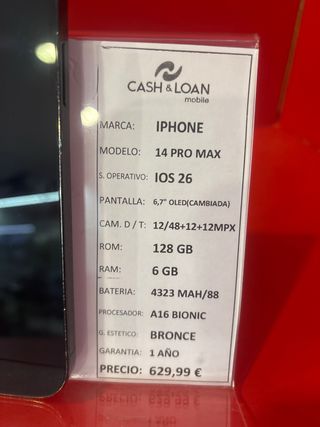 CASH & LOAN
mobile
MARCA: IPHONE
MODELO: 14 PRO MAX
S. OPERATIVO: IOS 26
PANTALLA: 6,7" OLED(CAMBIADA)
CAM. D / T: 12/48+12+12MPX
ROM: 128 GB
RAM: 6 GB
BATERIA: 4323 MAH/88
PROCESADOR: A16 BIONIC
G. ESTETICO: BRONCE
GARANTIA: 1 AÑO
PRECIO: 629,99 €